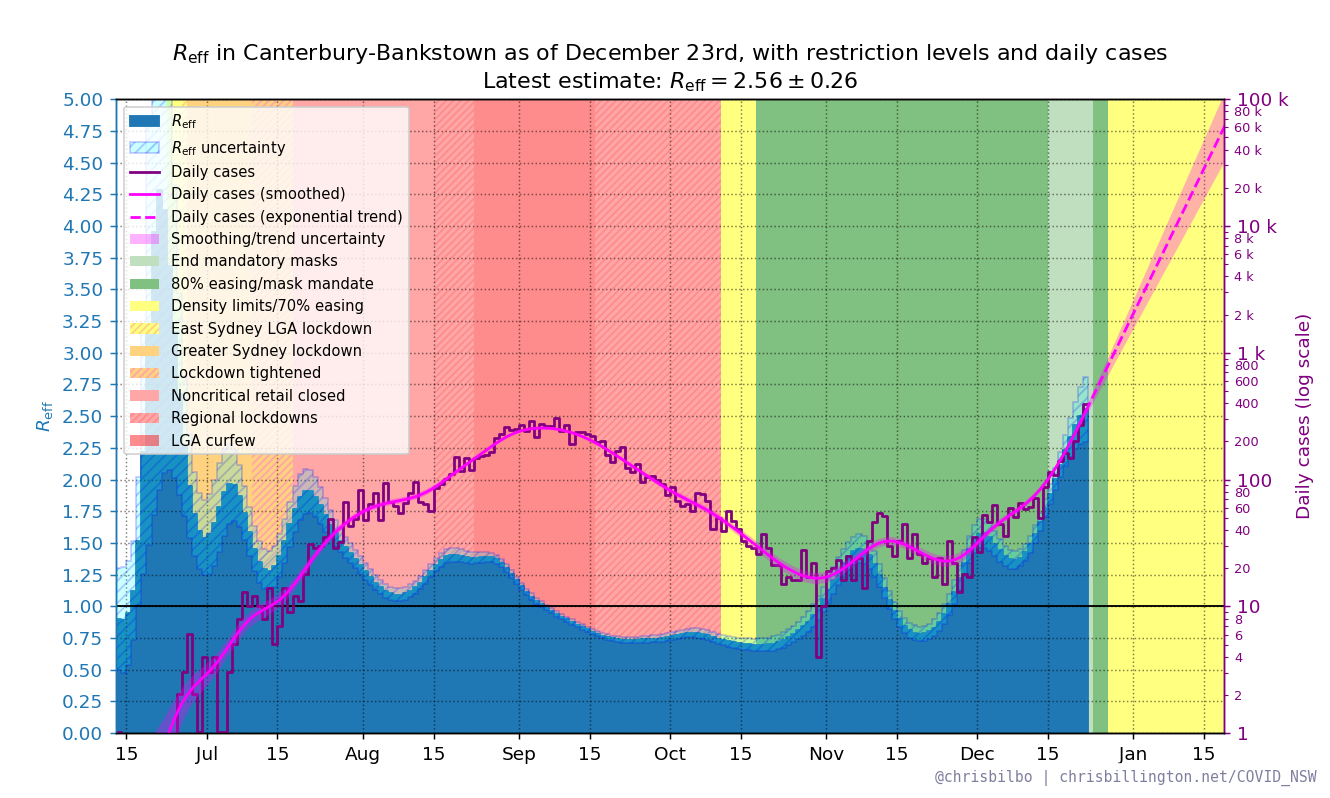 R_eff in Canterbury-Bankstown as of December 23rd, with restriction levels and daily cases
Latest estimate: R_eff = 2.56 ± 0.26
R_eff
R_eff uncertainty
Daily cases
Daily cases (smoothed)
Daily cases (exponential trend)
Smoothing/trend uncertainty
End mandatory masks
80% easing/mask mandate
Density limits/70% easing
East Sydney LGA lockdown
Greater Sydney lockdown
Lockdown tightened
Noncritical retail closed
Regional lockdowns
LGA curfew
5.00
4.75
4.50
4.25
4.00
3.75
3.50
3.25
3.00
2.75
2.50
2.25
2.00
1.75
1.50
1.25
1.00
0.75
0.50
0.25
0.00
R_eff
100 k
80 k
60 k
40 k
20 k
10 k
8 k
6 k
4 k
2 k
1 k
800
600
400
200
100
80
60
40
20
10
8
6
4
2
1
Daily cases (log scale)
15 Jul 15 Aug 15 Sep 15 Oct 15 Nov 15 Dec 15 Jan 15
@chrisbilbo | chrisbillington.net/COVID_NSW